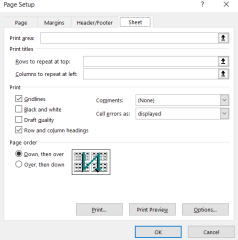 Page Setup ? ×
Page Margins Header/Footer Sheet
Print area:
Print titles
Rows to repeat at top:
Columns to repeat at left:
Print
Gridlines Comments: (None)
Black and white Cell errors as: displayed
Draft quality
Row and column headings
Page order
Down, then over
Over, then down
Print... Print Preview Options...
OK Cancel